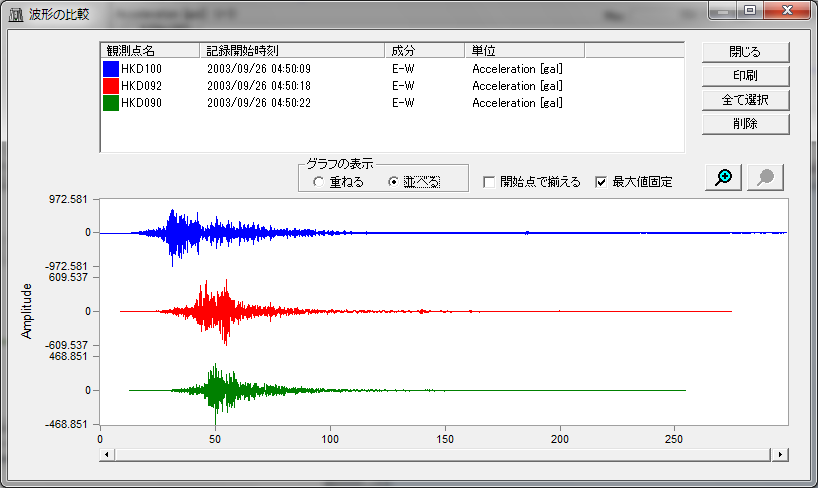 波形の比較
観測点名 記録開始時刻 成分 単位
HKD100 2003/09/26 04:50:09 E-W Acceleration [gal]
HKD092 2003/09/26 04:50:18 E-W Acceleration [gal]
HKD090 2003/09/26 04:50:22 E-W Acceleration [gal]
閉じる
印刷
全て選択
削除
グラフの表示
重ねる 並べる 開始点で揃える 最大値固定
Amplitude
972.581
0
-972.581
609.537
0
-609.537
468.851
0
-468.851
0 50 100 150 200 250